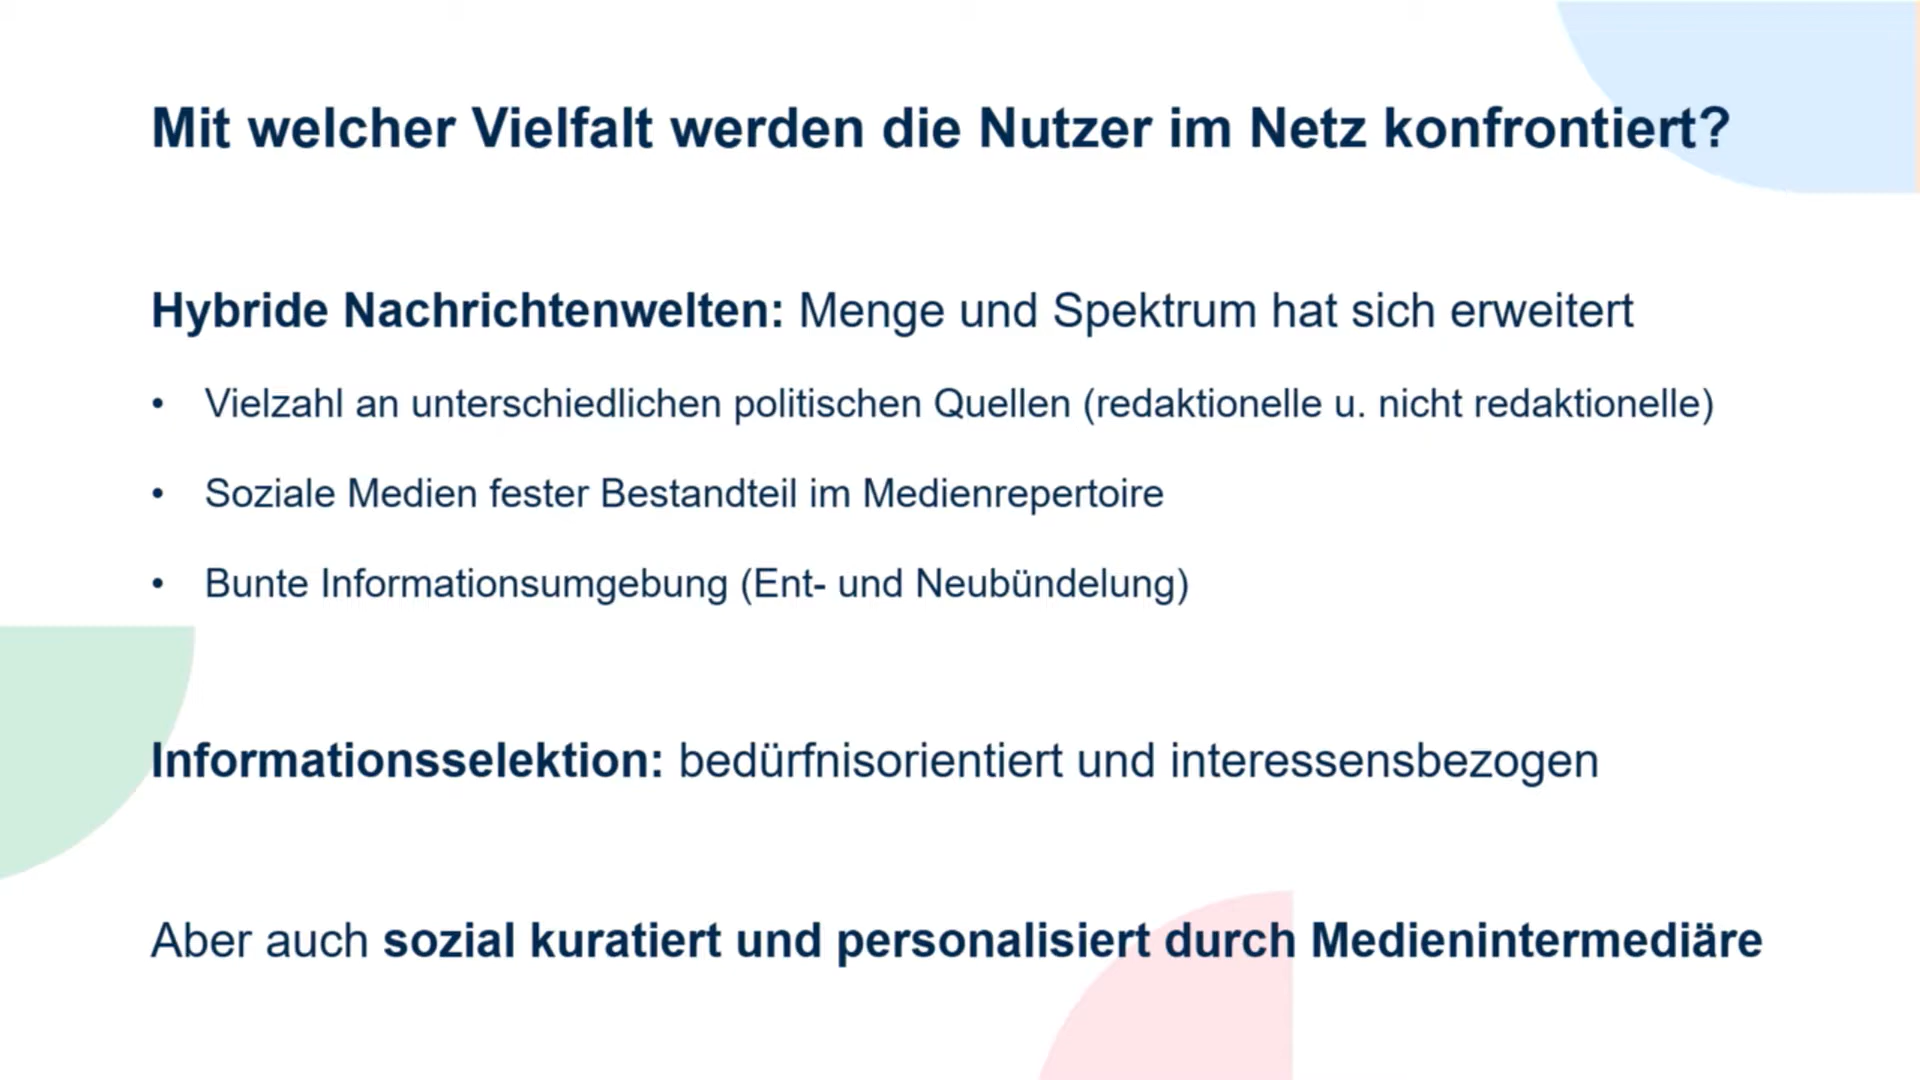 Mit welcher Vielfalt werden die Nutzer im Netz konfrontiert?
Hybride Nachrichtenwelten: Menge und Spektrum hat sich erweitert
• Vielzahl an unterschiedlichen politischen Quellen (redaktionelle u. nicht redaktionelle)
• Soziale Medien fester Bestandteil im Medienrepertoire
• Bunte Informationsumgebung (Ent- und Neubündelung)
Informationsselektion: bedürfnisorientiert und interessensbezogen
Aber auch sozial kuratiert und personalisiert durch Medienintermediäre